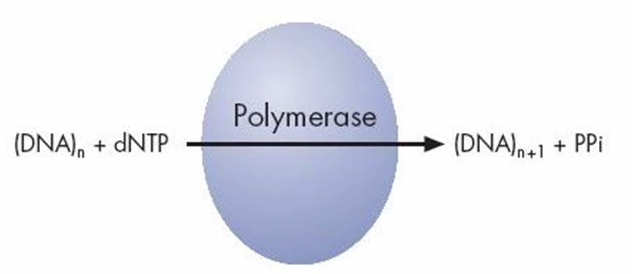 Polymerase
(DNA)n + dNTP (DNA)n+1 + PPi